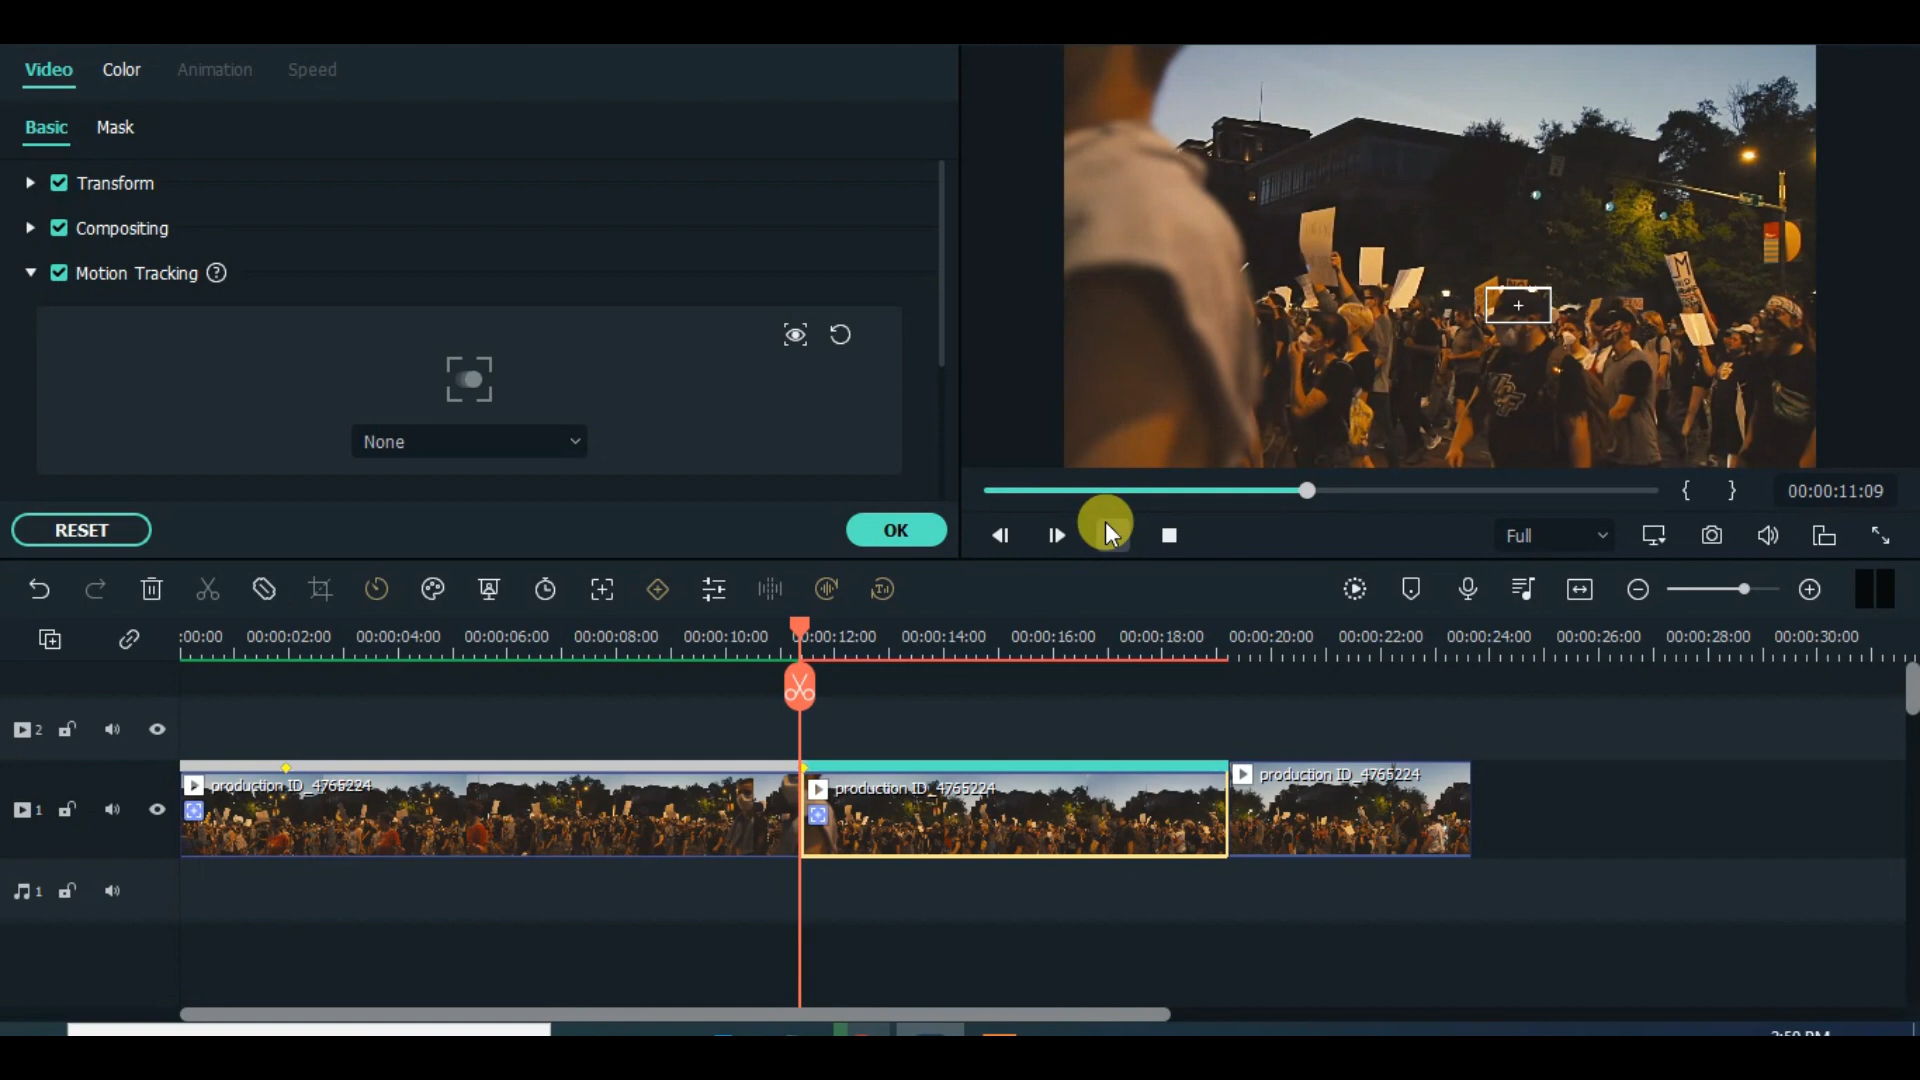 Video Color Animation Speed
Basic Mask
Transform
Compositing
Motion Tracking ?
None
RESET OK
M
{ } 00:00:11:09
Full
:00:00 00:00:02:00 00:00:04:00 00:00:06:00 00:00:08:00 00:00:10:00 00:00:12:00 00:00:14:00 00:00:16:00 00:00:18:00 00:00:20:00 00:00:22:00 00:00:24:00 00:00:26:00 00:00:28:00 00:00:30:00
2
production ID_4765224 production ID_4765224 production ID_4765224
1
1